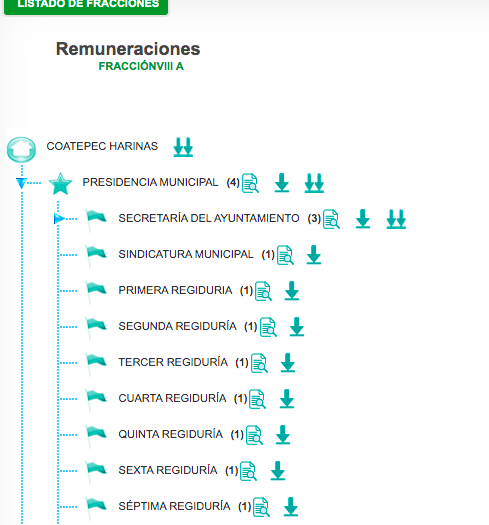 LISTADO DE FRACCIONES
Remuneraciones
FRACCIÓNVIII A
COATEPEC HARINAS
PRESIDENCIA MUNICIPAL (4)
SECRETARÍA DEL AYUNTAMIENTO (3)
SINDICATURA MUNICIPAL (1)
PRIMERA REGIDURIA (1)
SEGUNDA REGIDURÍA (1)
TERCER REGIDURÍA (1)
CUARTA REGIDURÍA (1)
QUINTA REGIDURÍA (1)
SEXTA REGIDURÍA (1)
SÉPTIMA REGIDURÍA (1)